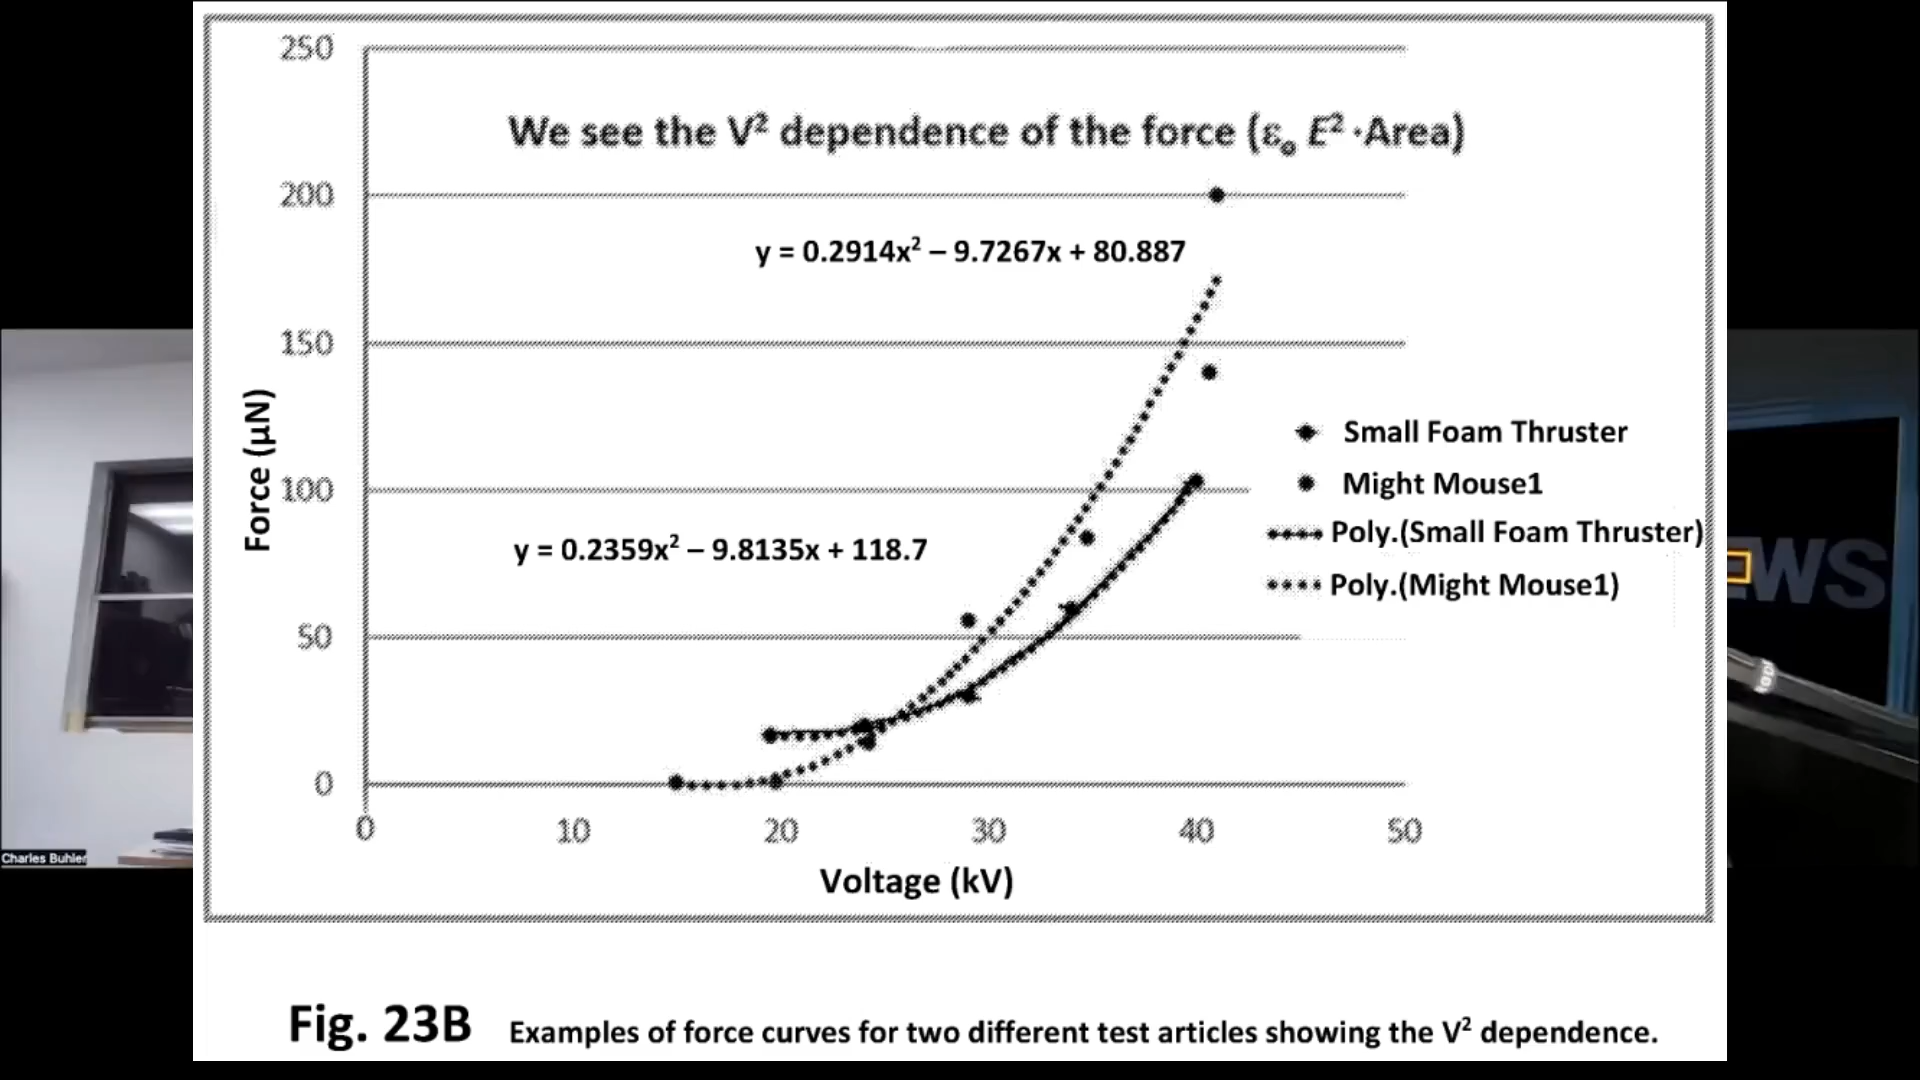 250
We see the V² dependence of the force (εₒ E² ·Area)
200
y = 0.2914x² – 9.7267x + 80.887
150
Force (µN)
Small Foam Thruster
100
Might Mouse1
Poly.(Small Foam Thruster)
y = 0.2359x² – 9.8135x + 118.7
Poly.(Might Mouse1)
EWS
50
0
0 10 20 30 40 50
Voltage (kV)
Charles Buhler
Fig. 23B Examples of force curves for two different test articles showing the V² dependence.